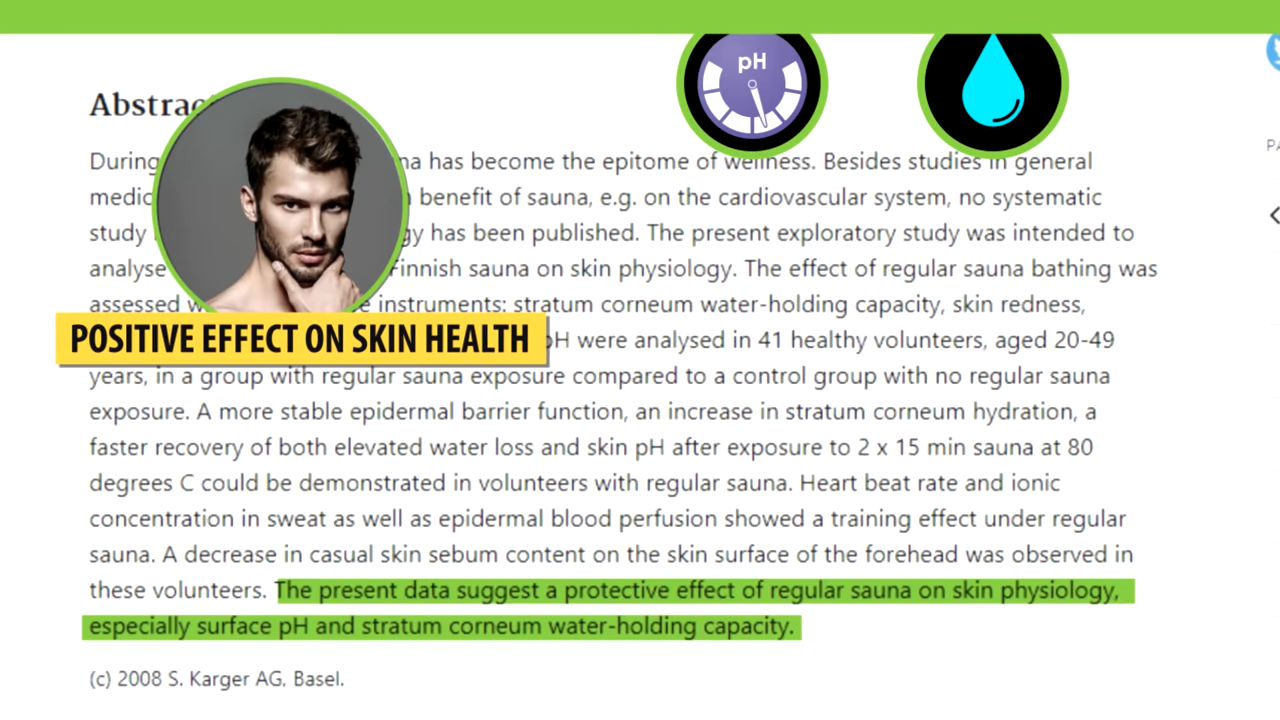 pH
Abstrac
During na has become the epitome of wellness. Besides studies in general
medic benefit of sauna, e.g. on the cardiovascular system, no systematic
study gy has been published. The present exploratory study was intended to
analyse Finnish sauna on skin physiology. The effect of regular sauna bathing was
assessed w e instruments: stratum corneum water-holding capacity, skin redness,
POSITIVE EFFECT ON SKIN HEALTH
pH were analysed in 41 healthy volunteers, aged 20-49
years, in a group with regular sauna exposure compared to a control group with no regular sauna
exposure. A more stable epidermal barrier function, an increase in stratum corneum hydration, a
faster recovery of both elevated water loss and skin pH after exposure to 2 x 15 min sauna at 80
degrees C could be demonstrated in volunteers with regular sauna. Heart beat rate and ionic
concentration in sweat as well as epidermal blood perfusion showed a training effect under regular
sauna. A decrease in casual skin sebum content on the skin surface of the forehead was observed in
these volunteers. The present data suggest a protective effect of regular sauna on skin physiology,
especially surface pH and stratum corneum water-holding capacity.
(c) 2008 S. Karger AG, Basel.
PA